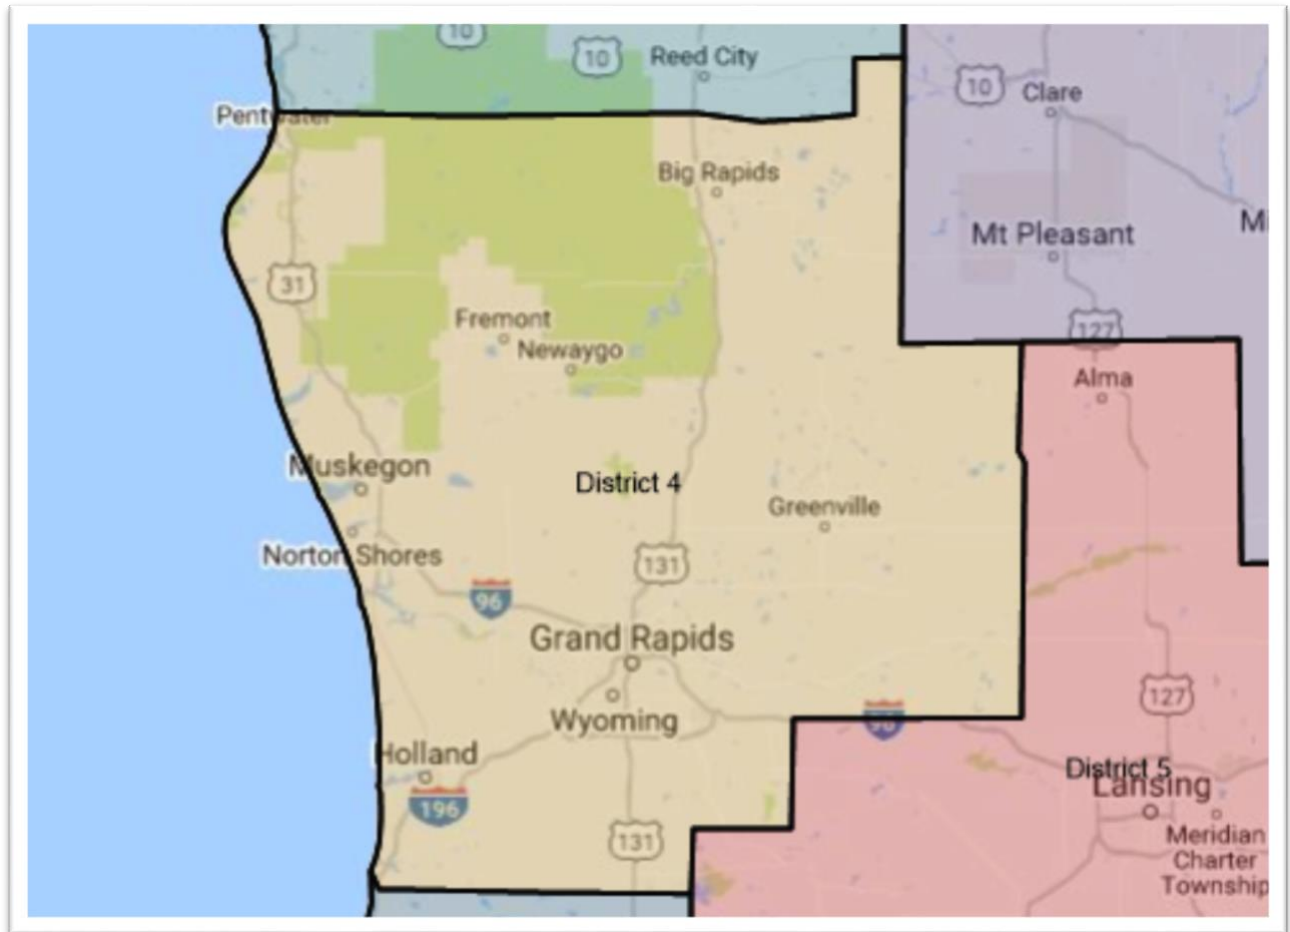 10
10
Reed City
10
Clare
Pentwater
Big Rapids
Mt Pleasant
Mi
31
Fremont
Newaygo
127
Alma
Muskegon
District 4
Greenville
Norton Shores
131
96
Grand Rapids
Wyoming
127
96
Holland
District 5
Lansing
196
131
Meridian
Charter
Township